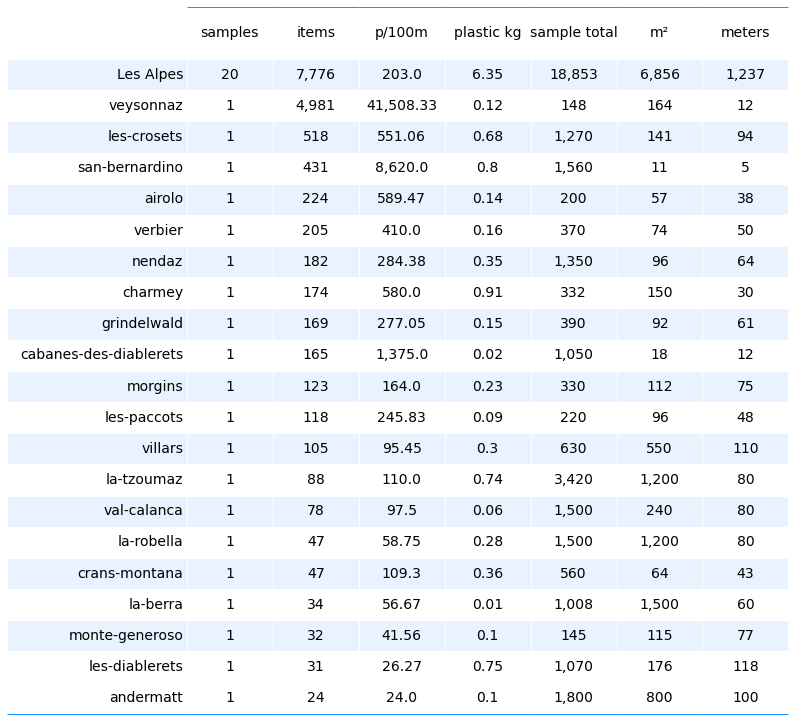 samples items p/100m plastic kg sample total m² meters
Les Alpes 20 7,776 203.0 6.35 18,853 6,856 1,237
veysonnaz 1 4,981 41,508.33 0.12 148 164 12
les-crosets 1 518 551.06 0.68 1,270 141 94
san-bernardino 1 431 8,620.0 0.8 1,560 11 5
airolo 1 224 589.47 0.14 200 57 38
verbier 1 205 410.0 0.16 370 74 50
nendaz 1 182 284.38 0.35 1,350 96 64
charmey 1 174 580.0 0.91 332 150 30
grindelwald 1 169 277.05 0.15 390 92 61
cabanes-des-diablerets 1 165 1,375.0 0.02 1,050 18 12
morgins 1 123 164.0 0.23 330 112 75
les-paccots 1 118 245.83 0.09 220 96 48
villars 1 105 95.45 0.3 630 550 110
la-tzoumaz 1 88 110.0 0.74 3,420 1,200 80
val-calanca 1 78 97.5 0.06 1,500 240 80
la-robella 1 47 58.75 0.28 1,500 1,200 80
crans-montana 1 47 109.3 0.36 560 64 43
la-berra 1 34 56.67 0.01 1,008 1,500 60
monte-generoso 1 32 41.56 0.1 145 115 77
les-diablerets 1 31 26.27 0.75 1,070 176 118
andermatt 1 24 24.0 0.1 1,800 800 100